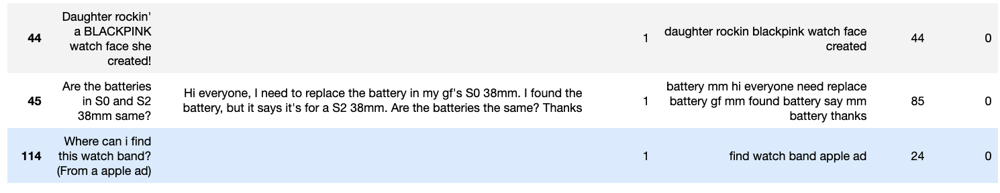 44
Daughter rockin'
a BLACKPINK
watch face she
created!
1
daughter rockin blackpink watch face
created
44
0
45
Are the batteries
in S0 and S2
38mm same?
Hi everyone, I need to replace the battery in my gf's S0 38mm. I found the
battery, but it says it's for a S2 38mm. Are the batteries the same? Thanks
1
battery mm hi everyone need replace
battery gf mm found battery say mm
battery thanks
85
0
114
Where can i find
this watch band?
(From a apple ad)
1
find watch band apple ad
24
0